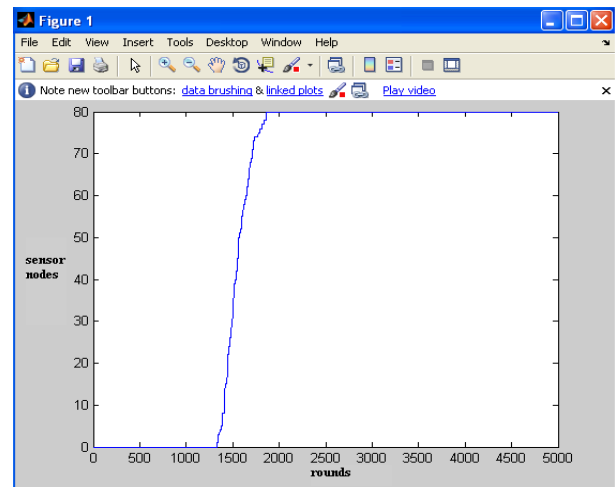 Figure 1
File Edit View Insert Tools Desktop Window Help
Note new toolbar buttons: data brushing & linked plots Play video
80
70
60
50
40
30
20
10
0
sensor
nodes
0 500 1000 1500 2000 2500 3000 3500 4000 4500 5000
rounds